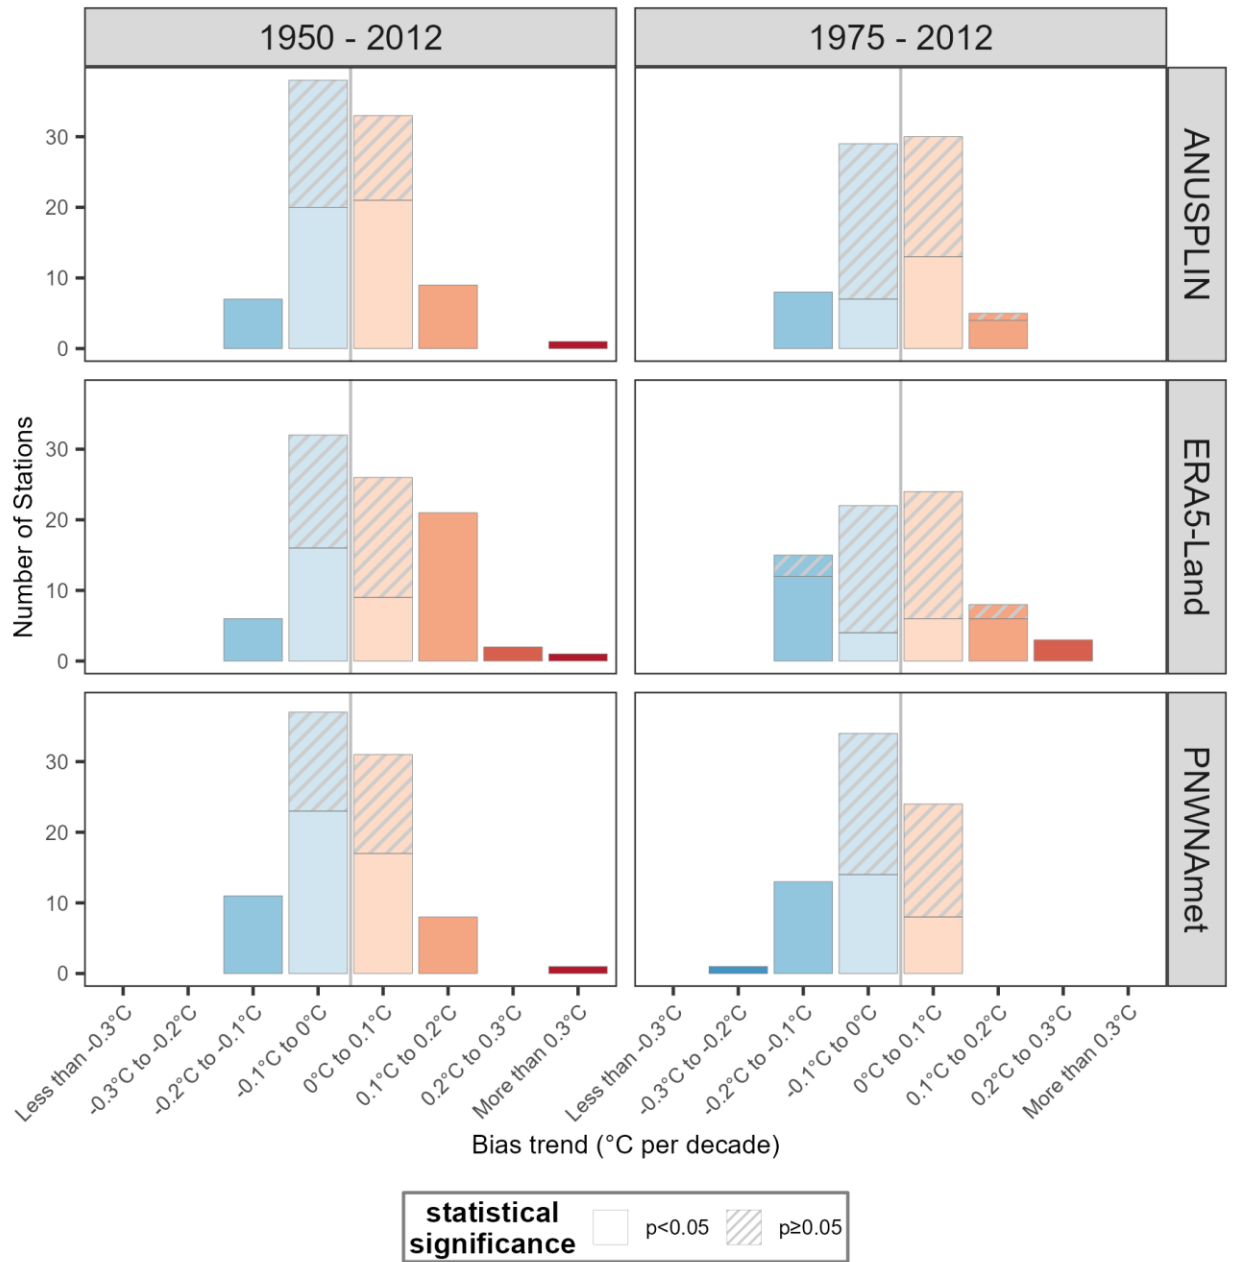 1950 - 2012
1975 - 2012
ANUSPLIN
30
20
10
0
ERA5-Land
30
20
10
0
PNWNAmet
30
20
10
0
Number of Stations
Less than -0.3°C
-0.3°C to -0.2°C
-0.2°C to -0.1°C
-0.1°C to 0°C
0°C to 0.1°C
0.1°C to 0.2°C
0.2°C to 0.3°C
More than 0.3°C
Less than -0.3°C
-0.3°C to -0.2°C
-0.2°C to -0.1°C
-0.1°C to 0°C
0°C to 0.1°C
0.1°C to 0.2°C
0.2°C to 0.3°C
More than 0.3°C
Bias trend (°C per decade)
statistical
significance
p<0.05
p≥0.05